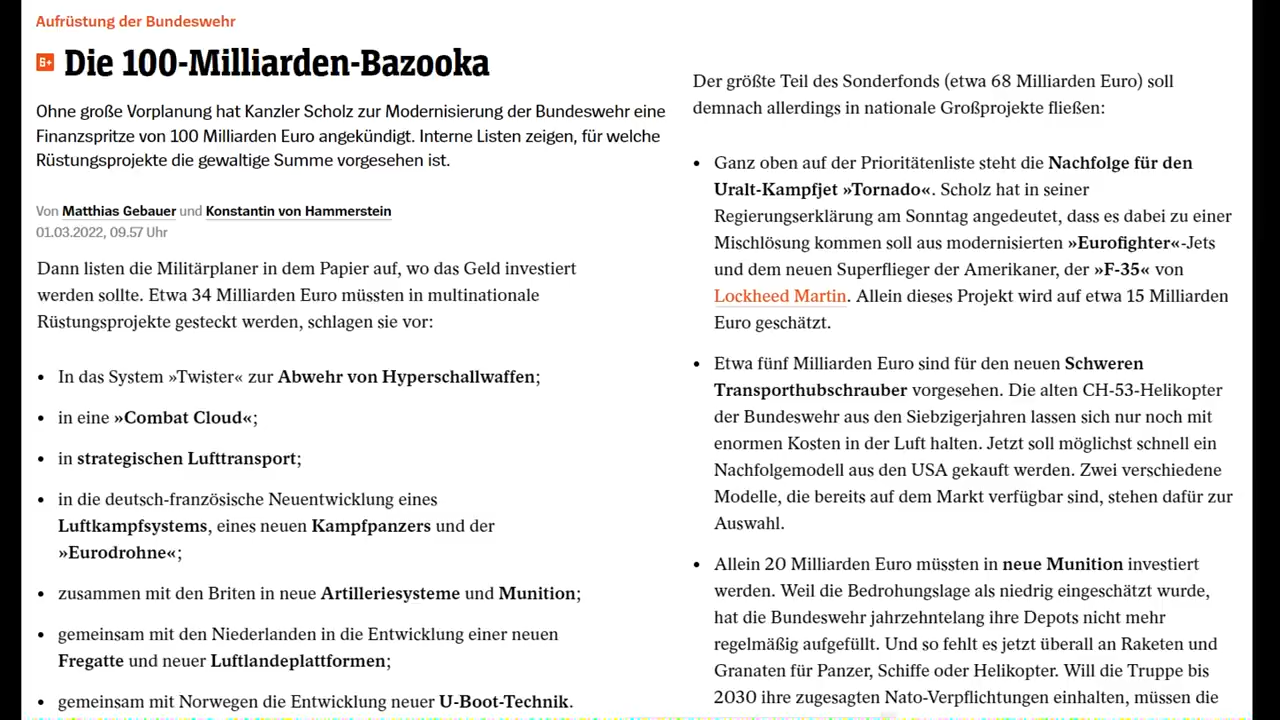 Aufrüstung der Bundeswehr
S+ Die 100-Milliarden-Bazooka
Ohne große Vorplanung hat Kanzler Scholz zur Modernisierung der Bundeswehr eine
Finanzspritze von 100 Milliarden Euro angekündigt. Interne Listen zeigen, für welche
Rüstungsprojekte die gewaltige Summe vorgesehen ist.
Von Matthias Gebauer und Konstantin von Hammerstein
01.03.2022, 09.57 Uhr
Dann listen die Militärplaner in dem Papier auf, wo das Geld investiert
werden sollte. Etwa 34 Milliarden Euro müssten in multinationale
Rüstungsprojekte gesteckt werden, schlagen sie vor:
• In das System »Twister« zur Abwehr von Hyperschallwaffen;
• in eine »Combat Cloud«;
• in strategischen Lufttransport;
• in die deutsch-französische Neuentwicklung eines
Luftkampfsystems, eines neuen Kampfpanzers und der
»Eurodrohne«;
• zusammen mit den Briten in neue Artilleriesysteme und Munition;
• gemeinsam mit den Niederlanden in die Entwicklung einer neuen
Fregatte und neuer Luftlandeplattformen;
• gemeinsam mit Norwegen die Entwicklung neuer U-Boot-Technik.
Der größte Teil des Sonderfonds (etwa 68 Milliarden Euro) soll
demnach allerdings in nationale Großprojekte fließen:
• Ganz oben auf der Prioritätenliste steht die Nachfolge für den
Uralt-Kampfjet »Tornado«. Scholz hat in seiner
Regierungserklärung am Sonntag angedeutet, dass es dabei zu einer
Mischlösung kommen soll aus modernisierten »Eurofighter«-Jets
und dem neuen Superflieger der Amerikaner, der »F-35« von
Lockheed Martin. Allein dieses Projekt wird auf etwa 15 Milliarden
Euro geschätzt.
• Etwa fünf Milliarden Euro sind für den neuen Schweren
Transporthubschrauber vorgesehen. Die alten CH-53-Helikopter
der Bundeswehr aus den Siebzigerjahren lassen sich nur noch mit
enormen Kosten in der Luft halten. Jetzt soll möglichst schnell ein
Nachfolgemodell aus den USA gekauft werden. Zwei verschiedene
Modelle, die bereits auf dem Markt verfügbar sind, stehen dafür zur
Auswahl.
• Allein 20 Milliarden Euro müssten in neue Munition investiert
werden. Weil die Bedrohungslage als niedrig eingeschätzt wurde,
hat die Bundeswehr jahrzehntelang ihre Depots nicht mehr
regelmäßig aufgefüllt. Und so fehlt es jetzt überall an Raketen und
Granaten für Panzer, Schiffe oder Helikopter. Will die Truppe bis
2030 ihre zugesagten Nato-Verpflichtungen einhalten, müssen die